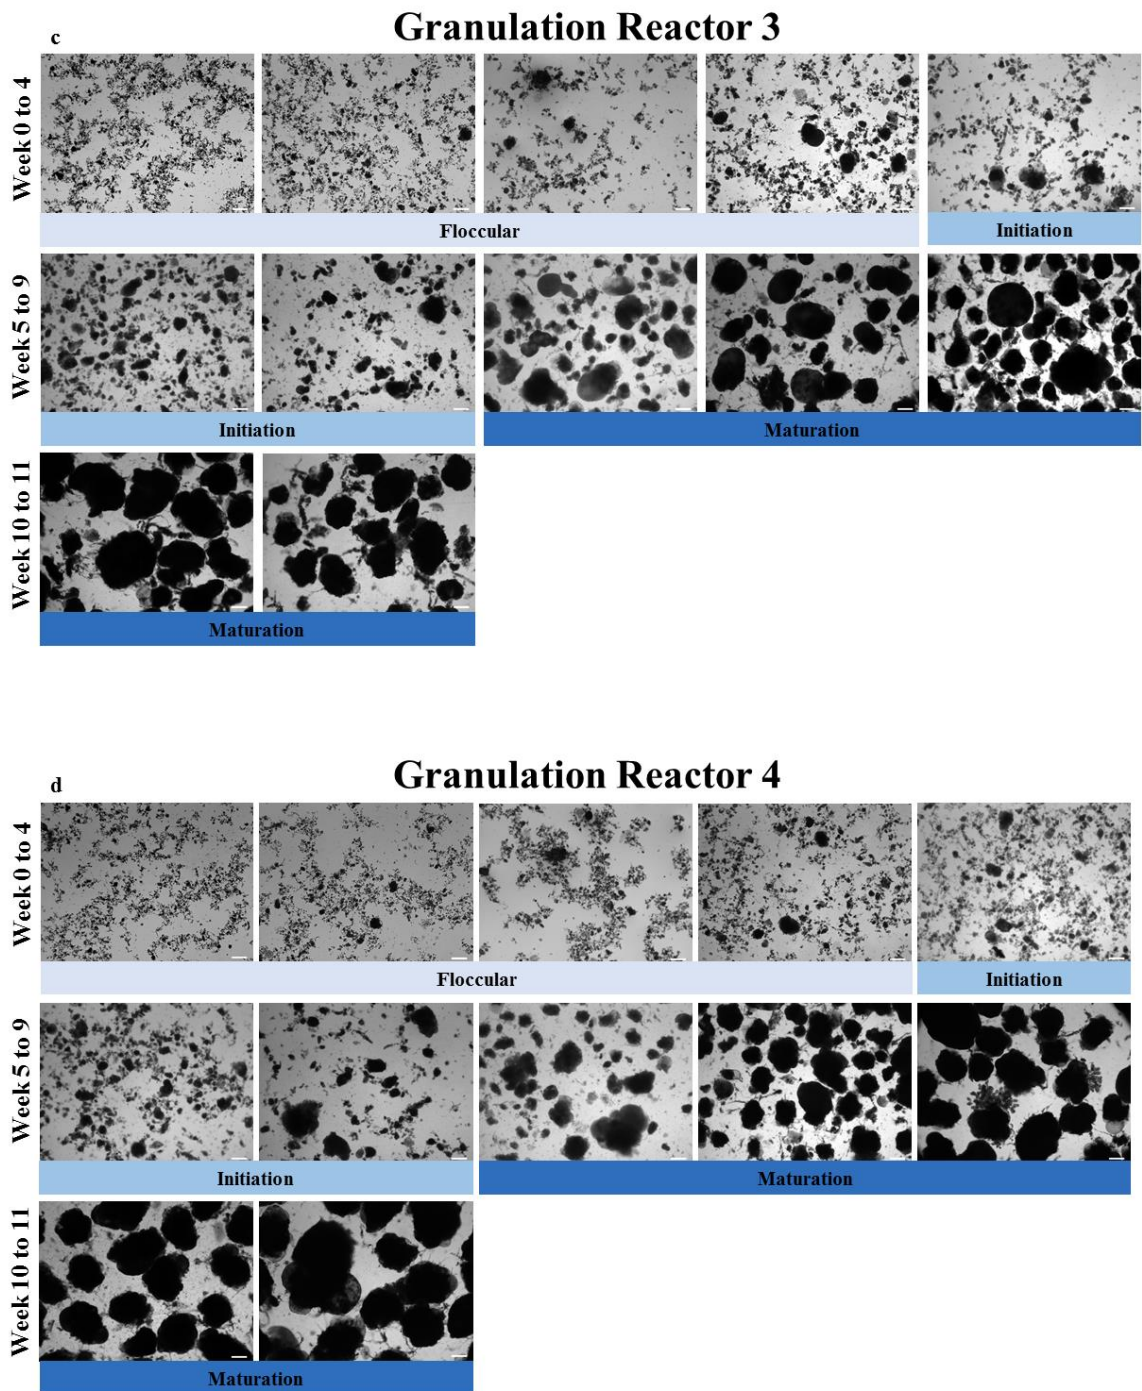 c
Granulation Reactor 3
Week 0 to 4
Floccular
Initiation
Week 5 to 9
Initiation
Maturation
Week 10 to 11
Maturation
d
Granulation Reactor 4
Week 0 to 4
Floccular
Initiation
Week 5 to 9
Initiation
Maturation
Week 10 to 11
Maturation